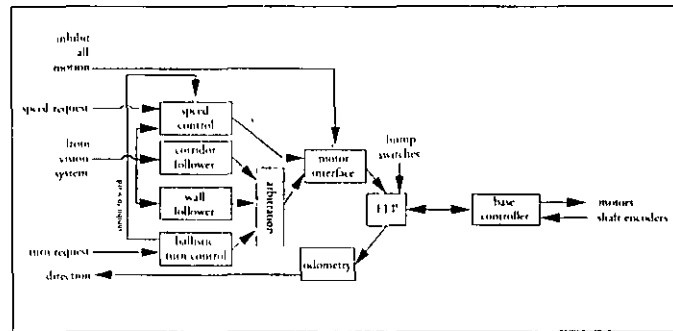 inhibit
all
motion
speed request
speed
control
from
vision
system
corridor
follower
wall
follower
arbitration
motor
interface
bump
switches
base
controller
motors
shaft encoders
turn request
ballistic
turn control
direction
odometry